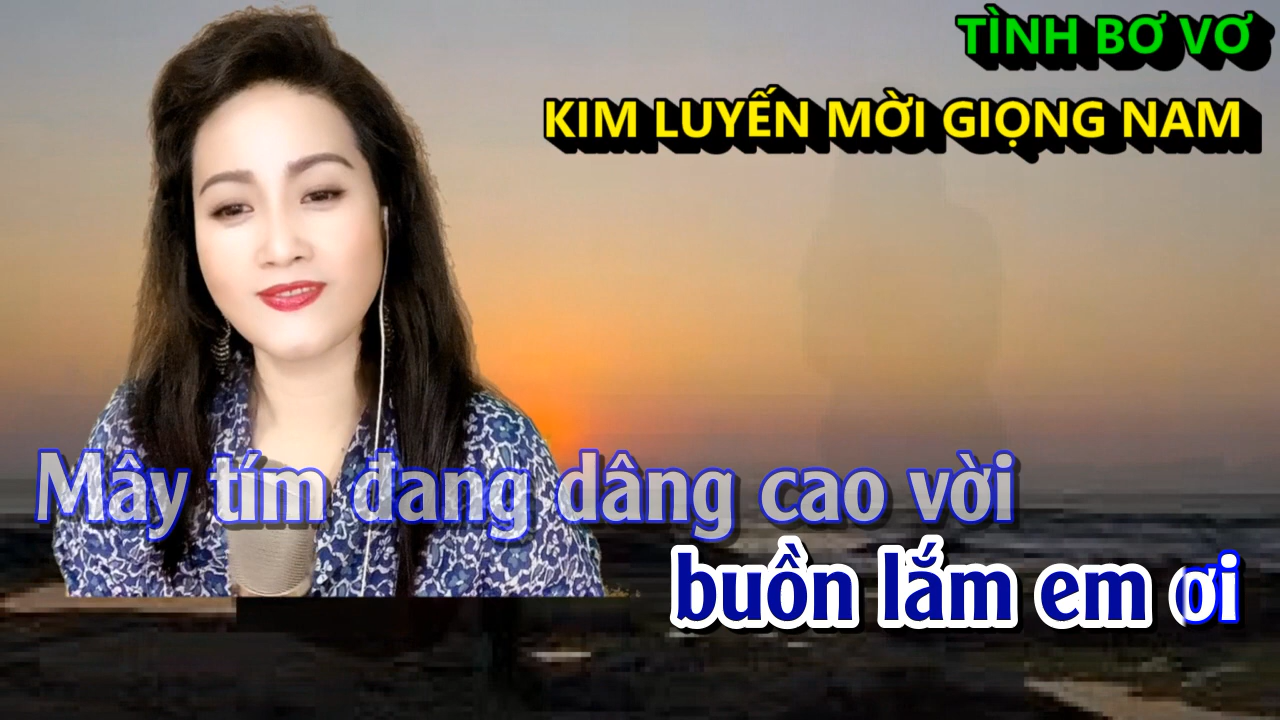 TÌNH BƠ VƠ
KIM LUYẾN MỜI GIỌNG NAM
Mây tím đang dâng cao vời
buồn lắm em ơi